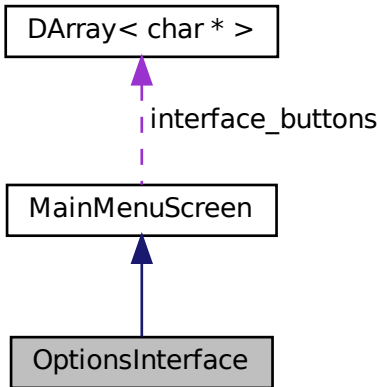 DArray< char * >
interface_buttons
MainMenuScreen
OptionsInterface